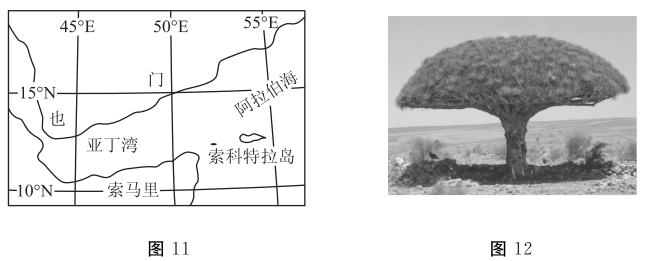 45°E 50°E 55°E
15°N 门
也 阿拉伯海
亚丁湾
索科特拉岛
10°N 索马里
图 11 图 12